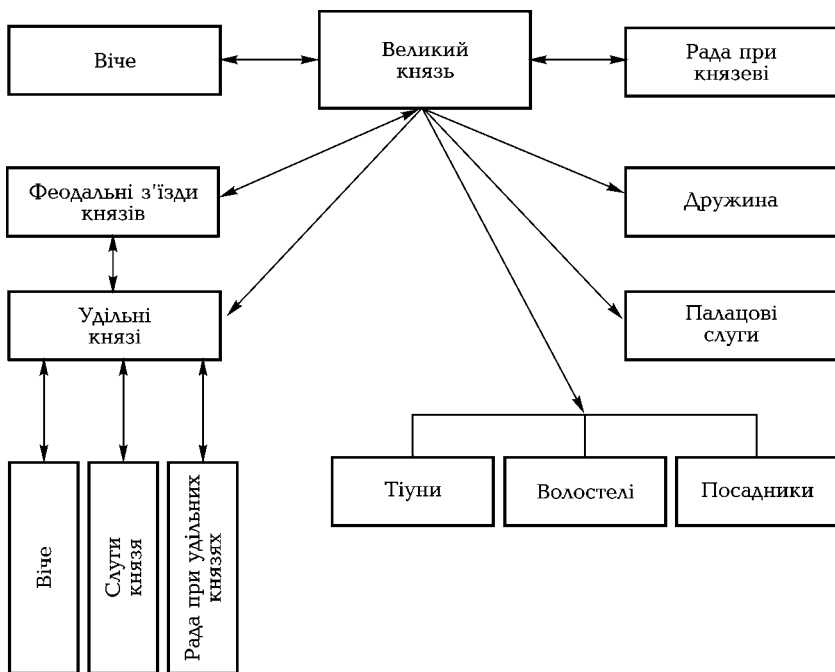 Віче
Великий
князь
Рада при
князеві
Феодальні з'їзди
князів
Дружина
Удільні
князі
Палацові
слуги
Тіуни
Волостелі
Посадники
Віче
Слуги
князя
Рада при удільних
князях